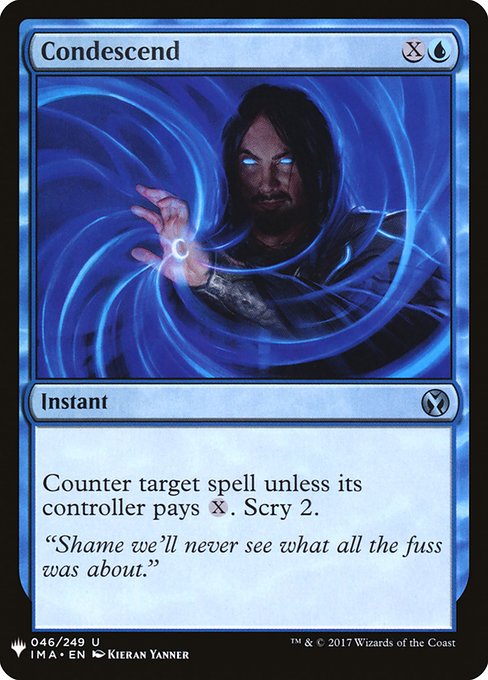 Condescend X
Instant
Counter target spell unless its
controller pays X. Scry 2.
“Shame we’ll never see what all the fuss
was about.”
046/249 U
IMA • EN Kieran Yanner
™ & © 2017 Wizards of the Coast